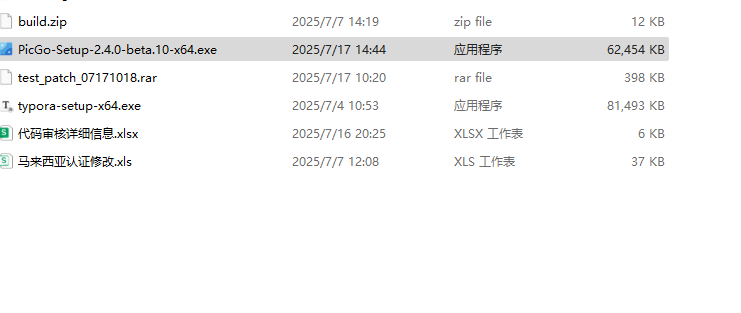 build.zip 2025/7/7 14:19 zip file 12 KB
PicGo-Setup-2.4.0-beta.10-x64.exe 2025/7/17 14:44 应用程序 62,454 KB
test_patch_07171018.rar 2025/7/17 10:20 rar file 398 KB
typora-setup-x64.exe 2025/7/4 10:53 应用程序 81,493 KB
代码审核详细信息.xlsx 2025/7/16 20:25 XLSX 工作表 6 KB
马来西亚认证修改.xls 2025/7/7 12:08 XLS 工作表 37 KB